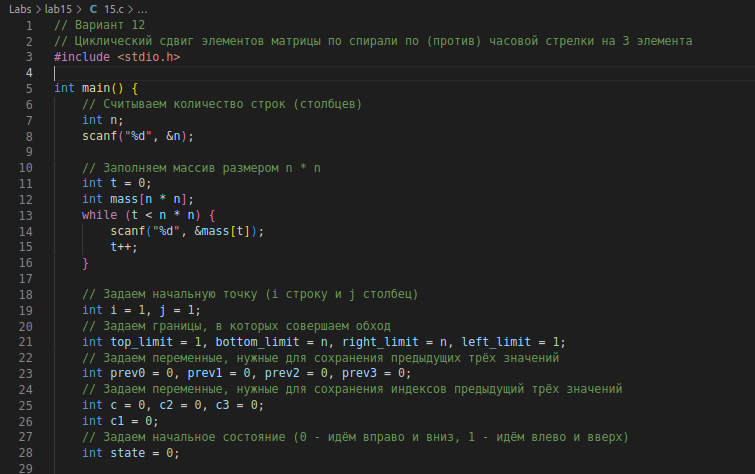 Labs > lab15 > C 15.c > ...
1 // Вариант 12
2 // Циклический сдвиг элементов матрицы по спирали по (против) часовой стрелки на 3 элемента
3 #include <stdio.h>
4
5 int main() {
6 // Считываем количество строк (столбцев)
7 int n;
8 scanf("%d", &n);
9
10 // Заполняем массив размером n * n
11 int t = 0;
12 int mass[n * n];
13 while (t < n * n) {
14 scanf("%d", &mass[t]);
15 t++;
16 }
17
18 // Задаем начальную точку (i строку и j столбец)
19 int i = 1, j = 1;
20 // Задаем границы, в которых совершаем обход
21 int top_limit = 1, bottom_limit = n, right_limit = n, left_limit = 1;
22 // Задаем переменные, нужные для сохранения предыдущих трёх значений
23 int prev0 = 0, prev1 = 0, prev2 = 0, prev3 = 0;
24 // Задаем переменные, нужные для сохранения индексов предыдущий трёх значений
25 int c = 0, c2 = 0, c3 = 0;
26 int c1 = 0;
27 // Задаем начальное состояние (0 - идём вправо и вниз, 1 - идём влево и вверх)
28 int state = 0;
29